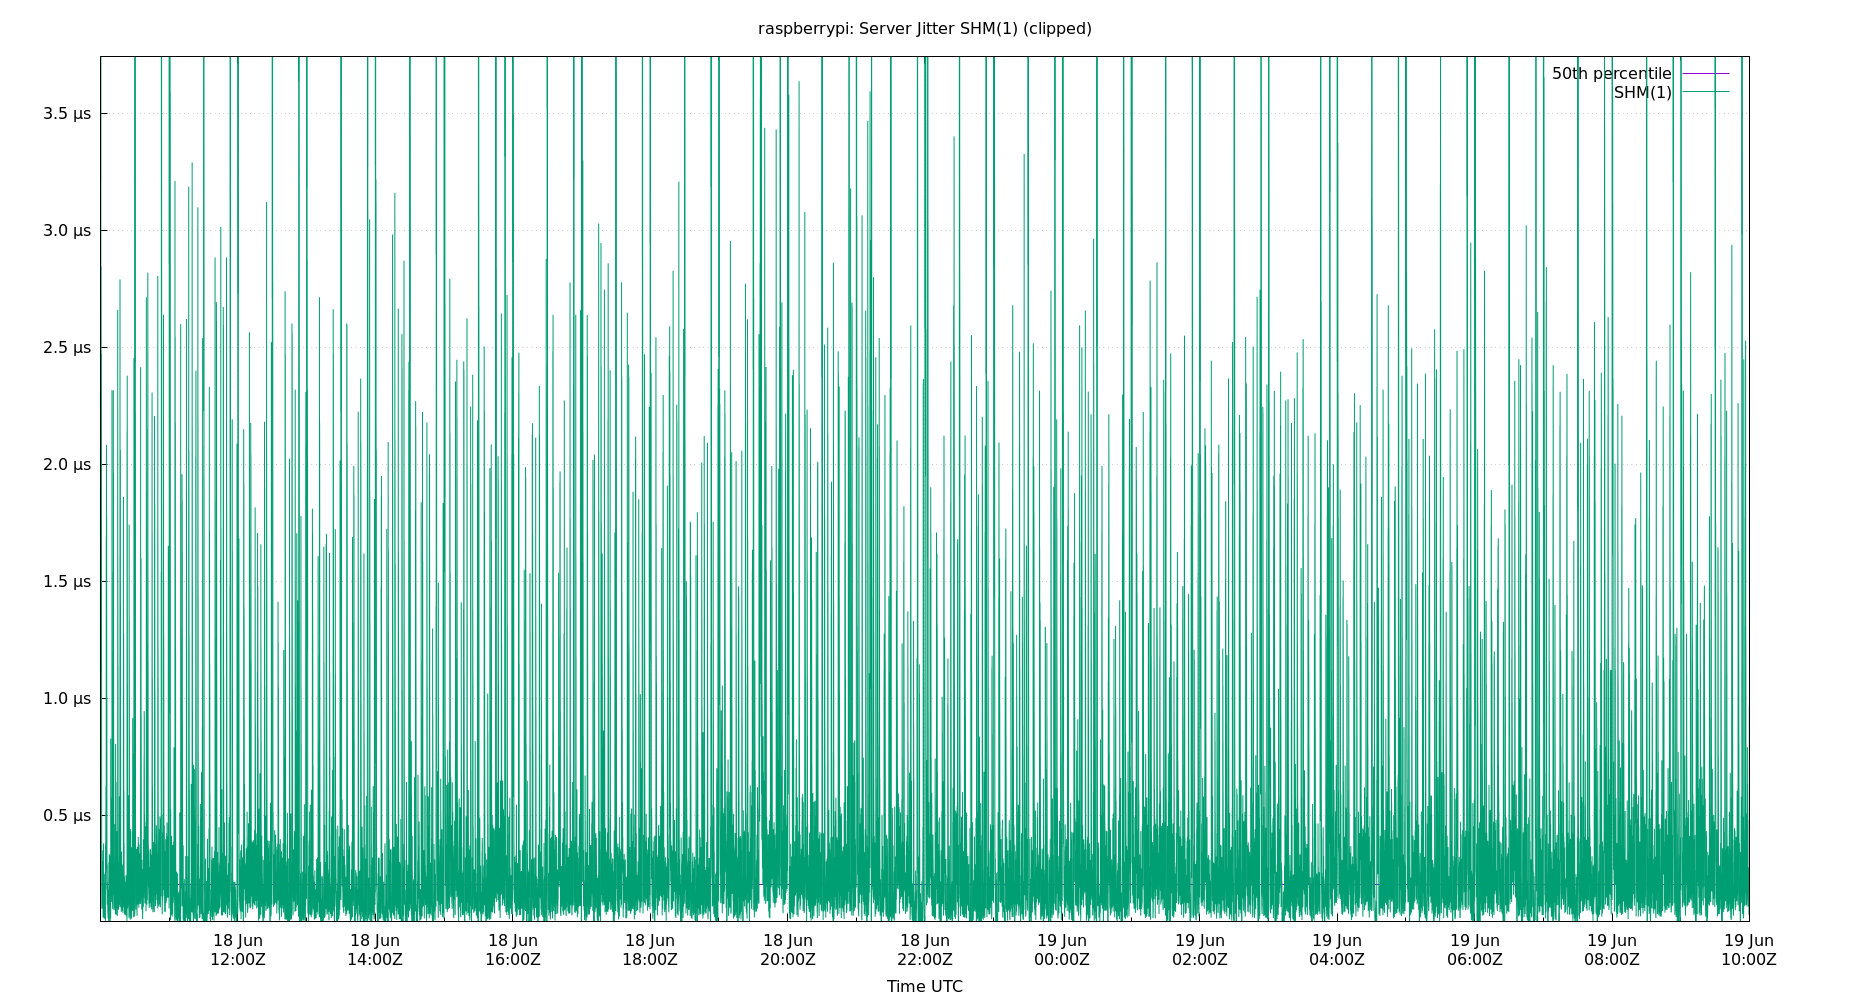 raspberrypi: Server Jitter SHM(1) (clipped)
50th percentile
SHM(1)
3.5 µs
3.0 µs
2.5 µs
2.0 µs
1.5 µs
1.0 µs
0.5 µs
18 Jun 18 Jun 18 Jun 18 Jun 18 Jun 18 Jun 19 Jun 19 Jun 19 Jun 19 Jun 19 Jun 19 Jun
12:00Z 14:00Z 16:00Z 18:00Z 20:00Z 22:00Z 00:00Z 02:00Z 04:00Z 06:00Z 08:00Z 10:00Z
Time UTC